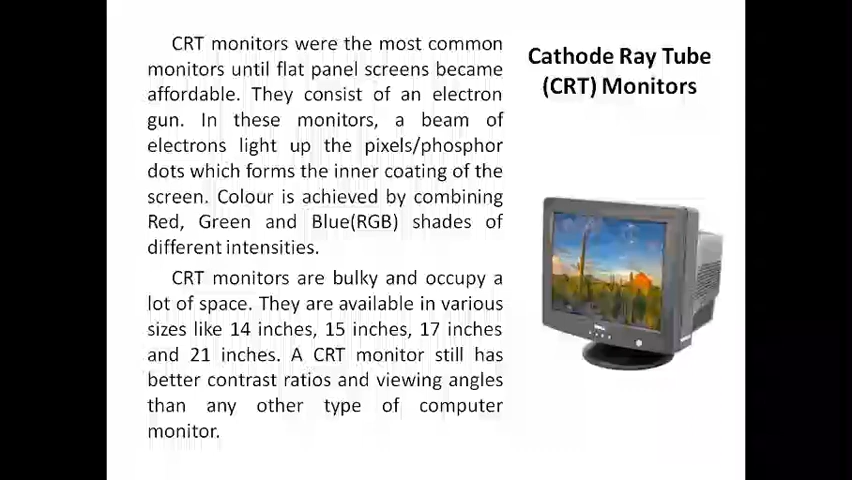 CRT monitors were the most common
monitors until flat panel screens became
affordable. They consist of an electron
gun. In these monitors, a beam of
electrons light up the pixels/phosphor
dots which forms the inner coating of the
screen. Colour is achieved by combining
Red, Green and Blue(RGB) shades of
different intensities.
CRT monitors are bulky and occupy a
lot of space. They are available in various
sizes like 14 inches, 15 inches, 17 inches
and 21 inches. A CRT monitor still has
better contrast ratios and viewing angles
than any other type of computer
monitor.
Cathode Ray Tube
(CRT) Monitors